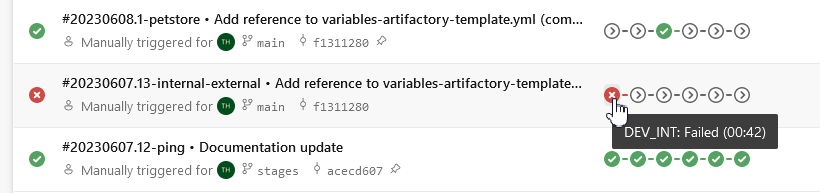 #20230608.1-petstore • Add reference to variables-artifactory-template.yml (com...
Manually triggered for TH main f1311280
#20230607.13-internal-external • Add reference to variables-artifactory-template...
Manually triggered for TH main f1311280
DEV_INT: Failed (00:42)
#20230607.12-ping • Documentation update
Manually triggered for TH stages acecd607